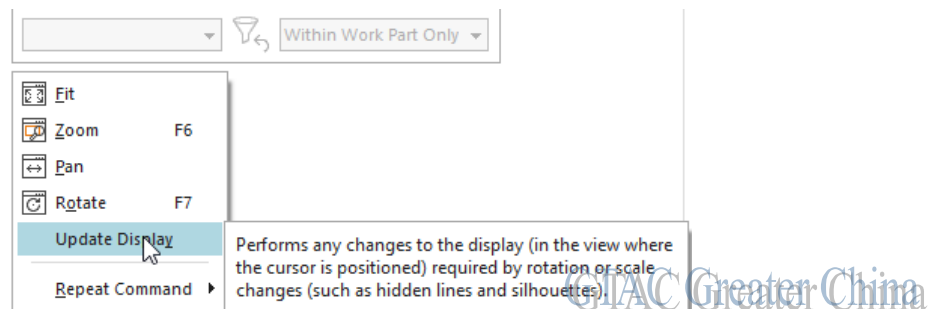 Within Work Part Only
Fit
Zoom F6
Pan
Rotate F7
Update Display
Performs any changes to the display (in the view where
the cursor is positioned) required by rotation or scale
changes (such as hidden lines and silhouettes).
Repeat Command
GTAC Greater China